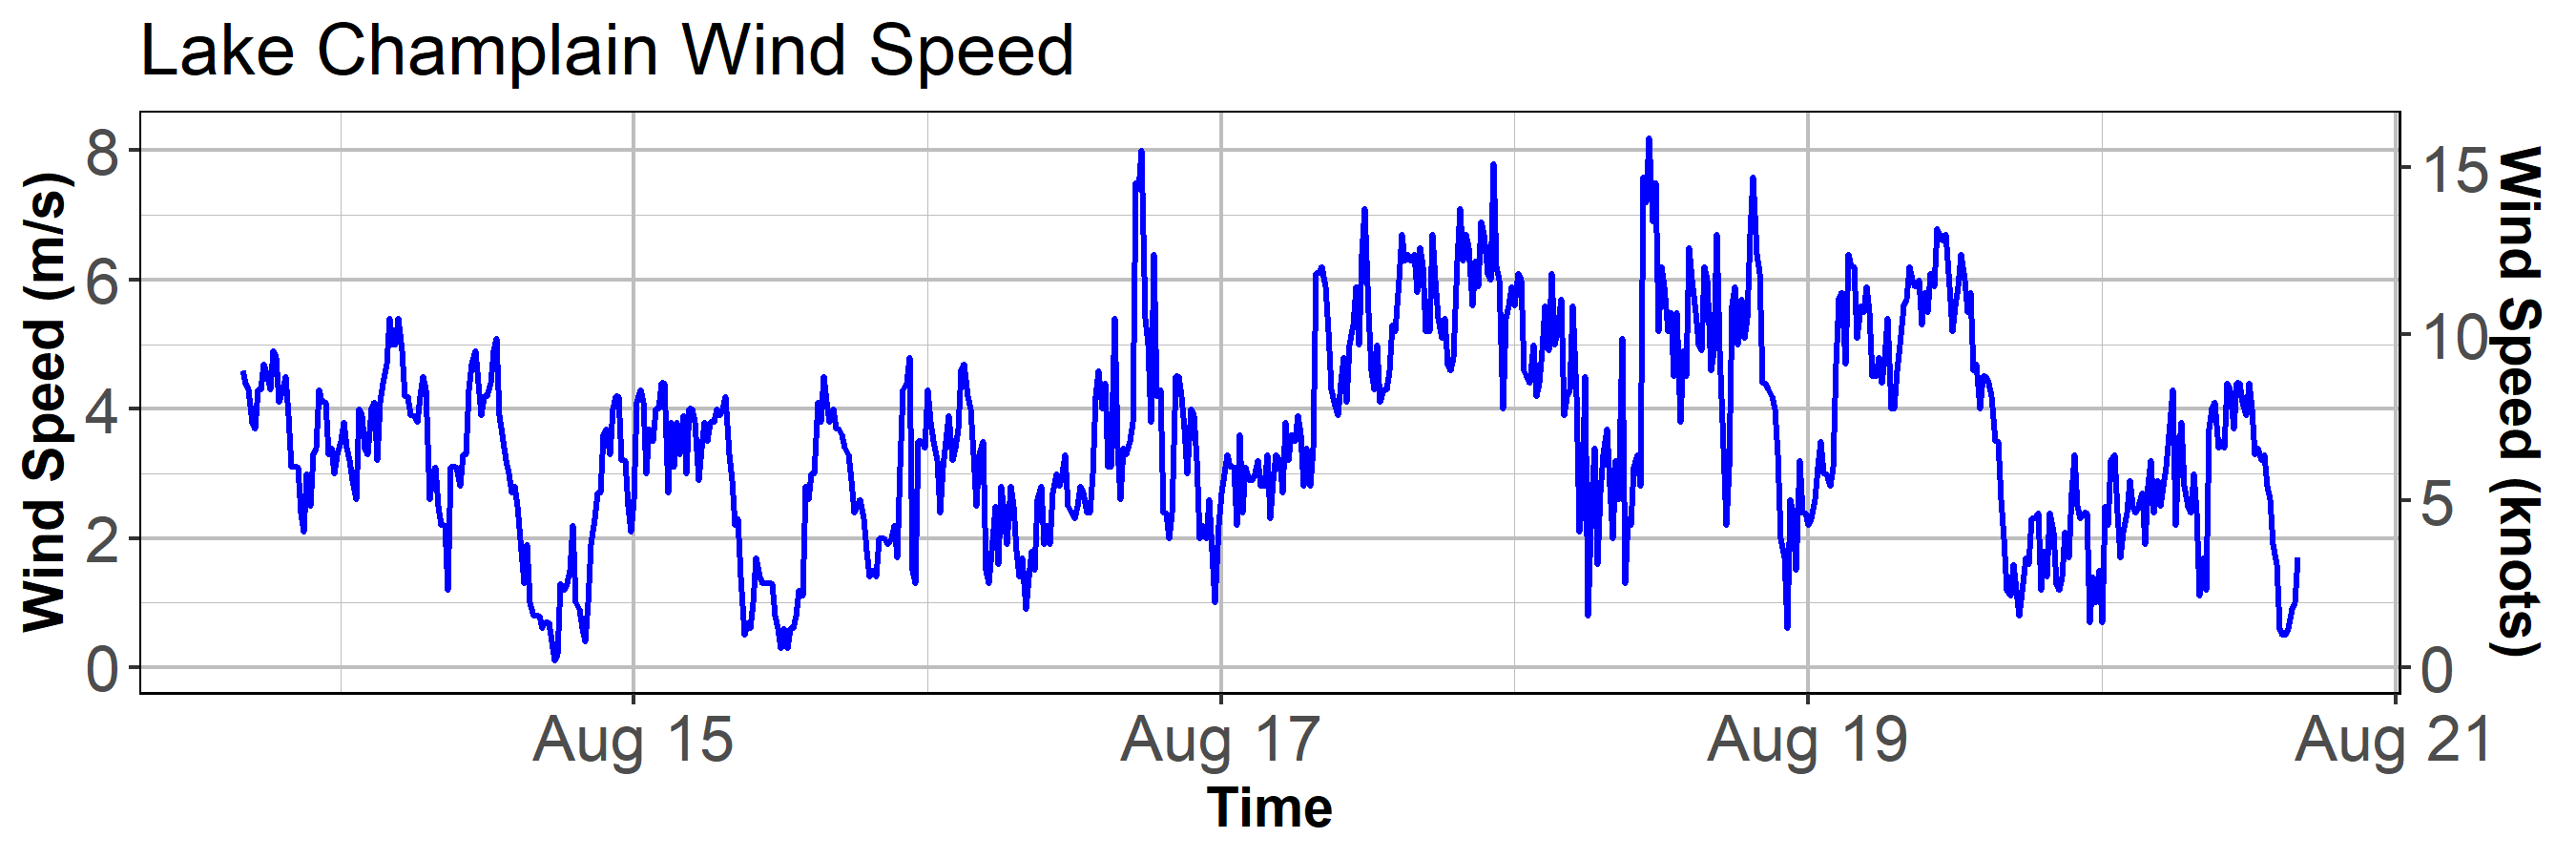 Lake Champlain Wind Speed
Wind Speed (m/s)
8
6
4
2
0
15
10
5
0
Wind Speed (knots)
Aug 15
Aug 17
Aug 19
Aug 21
Time